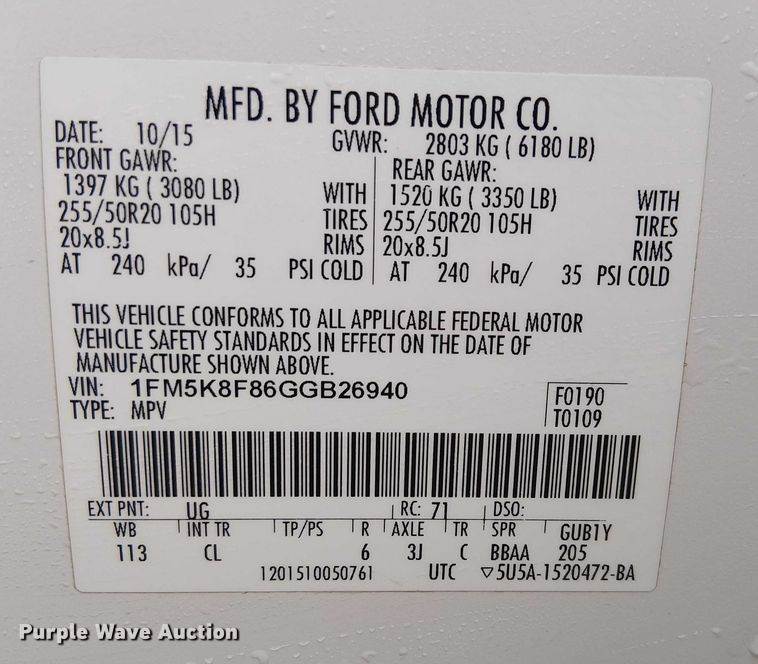 MFD. BY FORD MOTOR CO.
DATE: 10/15 GVWR: 2803 KG ( 6180 LB)
FRONT GAWR: REAR GAWR:
1397 KG ( 3080 LB) WITH 1520 KG ( 3350 LB) WITH
255/50R20 105H TIRES 255/50R20 105H TIRES
20x8.5J RIMS 20x8.5J RIMS
AT 240 kPa/ 35 PSI COLD AT 240 kPa/ 35 PSI COLD
THIS VEHICLE CONFORMS TO ALL APPLICABLE FEDERAL MOTOR
VEHICLE SAFETY STANDARDS IN EFFECT ON THE DATE OF
MANUFACTURE SHOWN ABOVE.
VIN: 1FM5K8F86GGB26940 F0190
TYPE: MPV T0109
EXT PNT: UG RC: 71 DSO:
WB INT TR TP/PS R AXLE TR SPR GUB1Y
113 CL 6 3J C BBAA 205
1201510050761 UTC ▽5U5A-1520472-BA
Purple Wave Auction